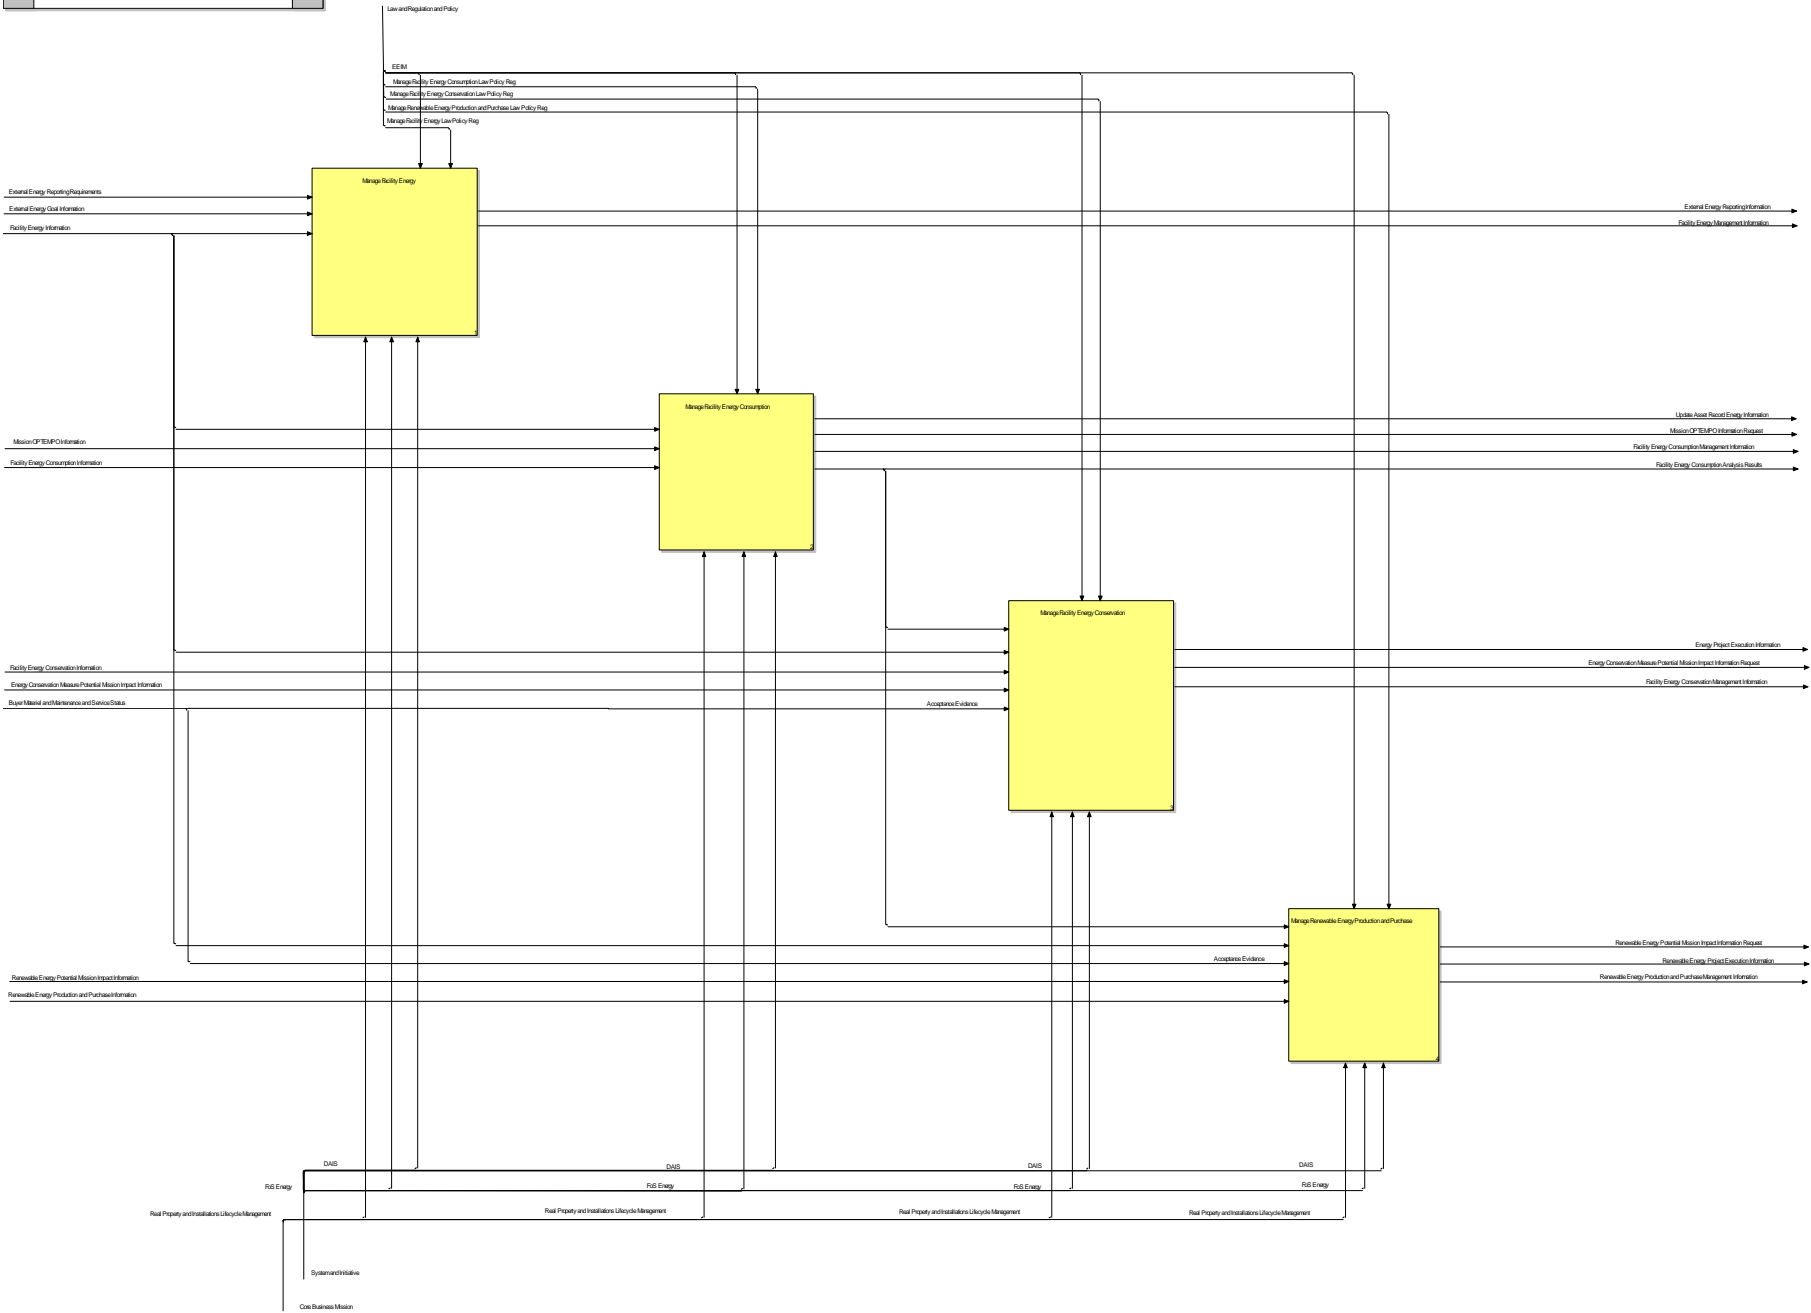 Law and Regulation and Policy
EEIM
Manage Facility Energy Consumption Law Policy Reg
Manage Facility Energy Conservation Law Policy Reg
Manage Renewable Energy Production and Purchase Law Policy Reg
Manage Facility Energy Law Policy Reg
Manage Facility Energy
1
External Energy Reporting Requirements
External Energy Goal Information
Facility Energy Information
External Energy Reporting Information
Facility Energy Management Information
Manage Facility Energy Consumption
2
Mission OPTEMPO Information
Facility Energy Consumption Information
Update Asset Record Energy Information
Mission OPTEMPO Information Request
Facility Energy Consumption Management Information
Facility Energy Consumption Analysis Results
Manage Facility Energy Conservation
3
Facility Energy Conservation Information
Energy Conservation Measure Potential Mission Impact Information
Buyer Materiel and Maintenance and Service Status
Acceptance Evidence
Energy Project Execution Information
Energy Conservation Measure Potential Mission Impact Information Request
Facility Energy Conservation Management Information
Manage Renewable Energy Production and Purchase
4
Acceptance Evidence
Renewable Energy Potential Mission Impact Information
Renewable Energy Production and Purchase Information
Renewable Energy Potential Mission Impact Information Request
Renewable Energy Project Execution Information
Renewable Energy Production and Purchase Management Information
DAIS
DAIS
DAIS
DAIS
FoS Energy
FoS Energy
FoS Energy
FoS Energy
Real Property and Installations Lifecycle Management
Real Property and Installations Lifecycle Management
Real Property and Installations Lifecycle Management
Real Property and Installations Lifecycle Management
System and Initiative
Core Business Mission